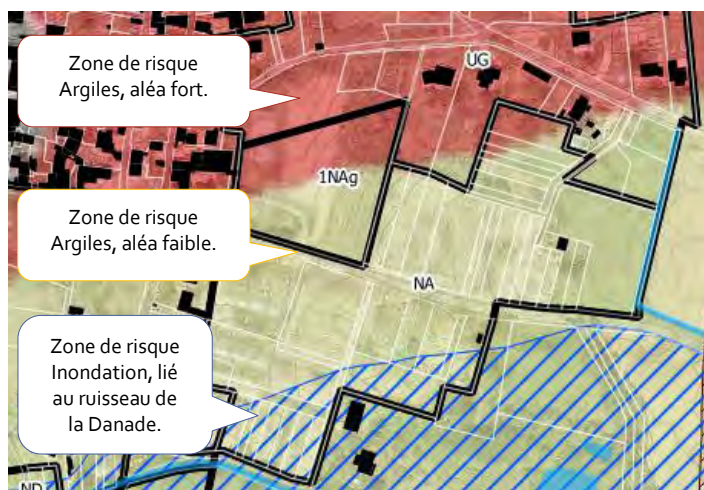 Zone de risque
Argiles, aléa fort.
UG
1NAg
Zone de risque
Argiles, aléa faible.
NA
Zone de risque
Inondation, lié
au ruisseau de
la Danade.
ND